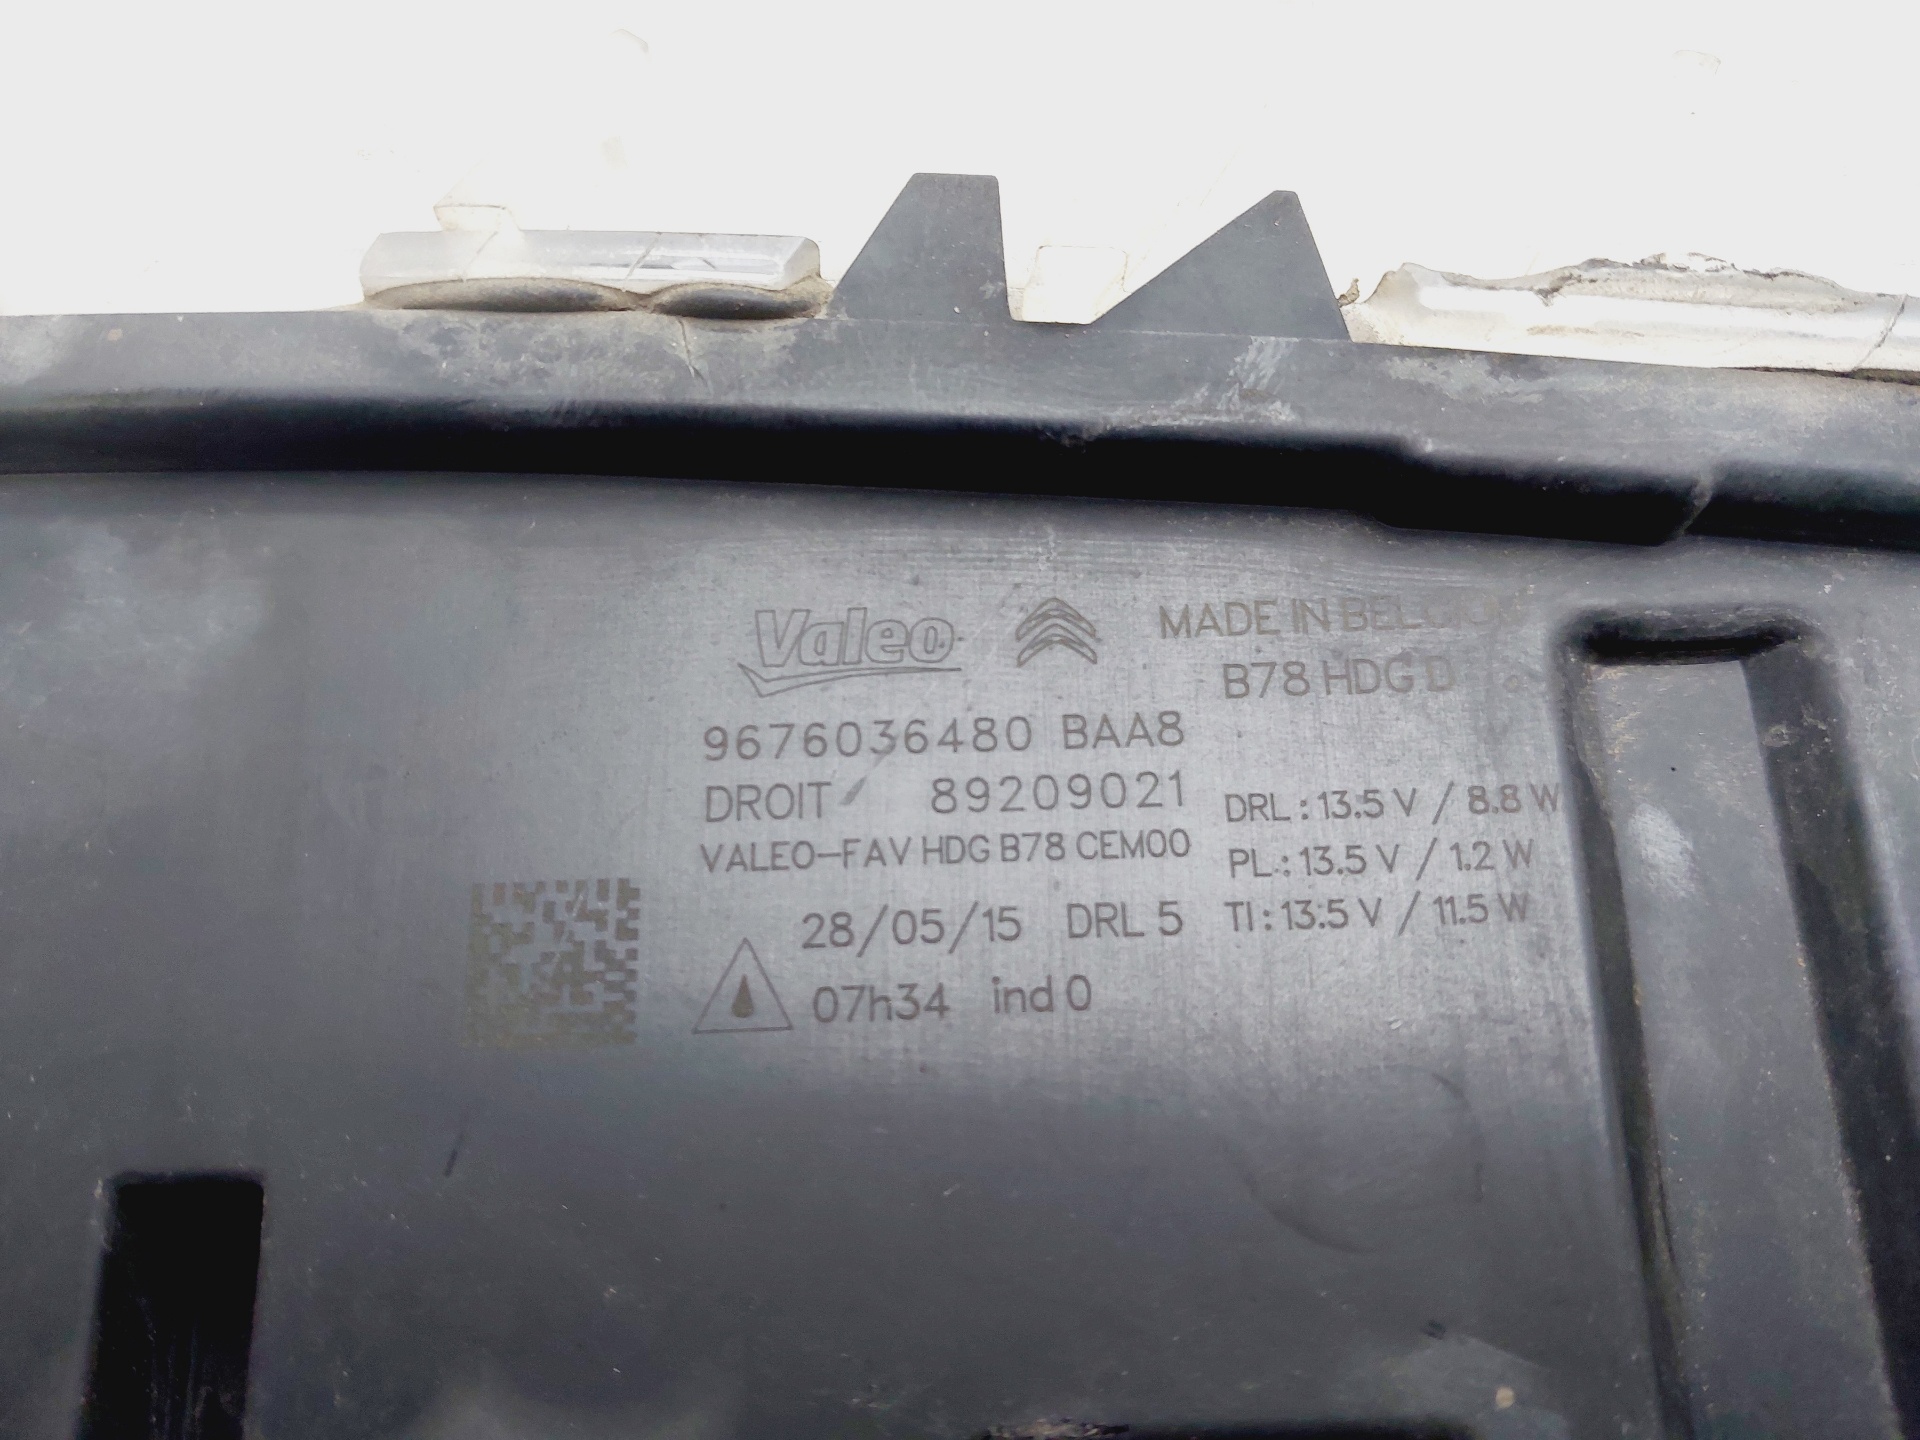 Valeo MADE IN BELGIUM
B78 HDG D
9676036480 BAA8
DROIT 89209021 DRL : 13.5 V / 8.8 W
VALEO-FAV HDG B78 CEM00 PL : 13.5 V / 1.2 W
28/05/15 DRL 5 TI : 13.5 V / 11.5 W
07h34 ind 0